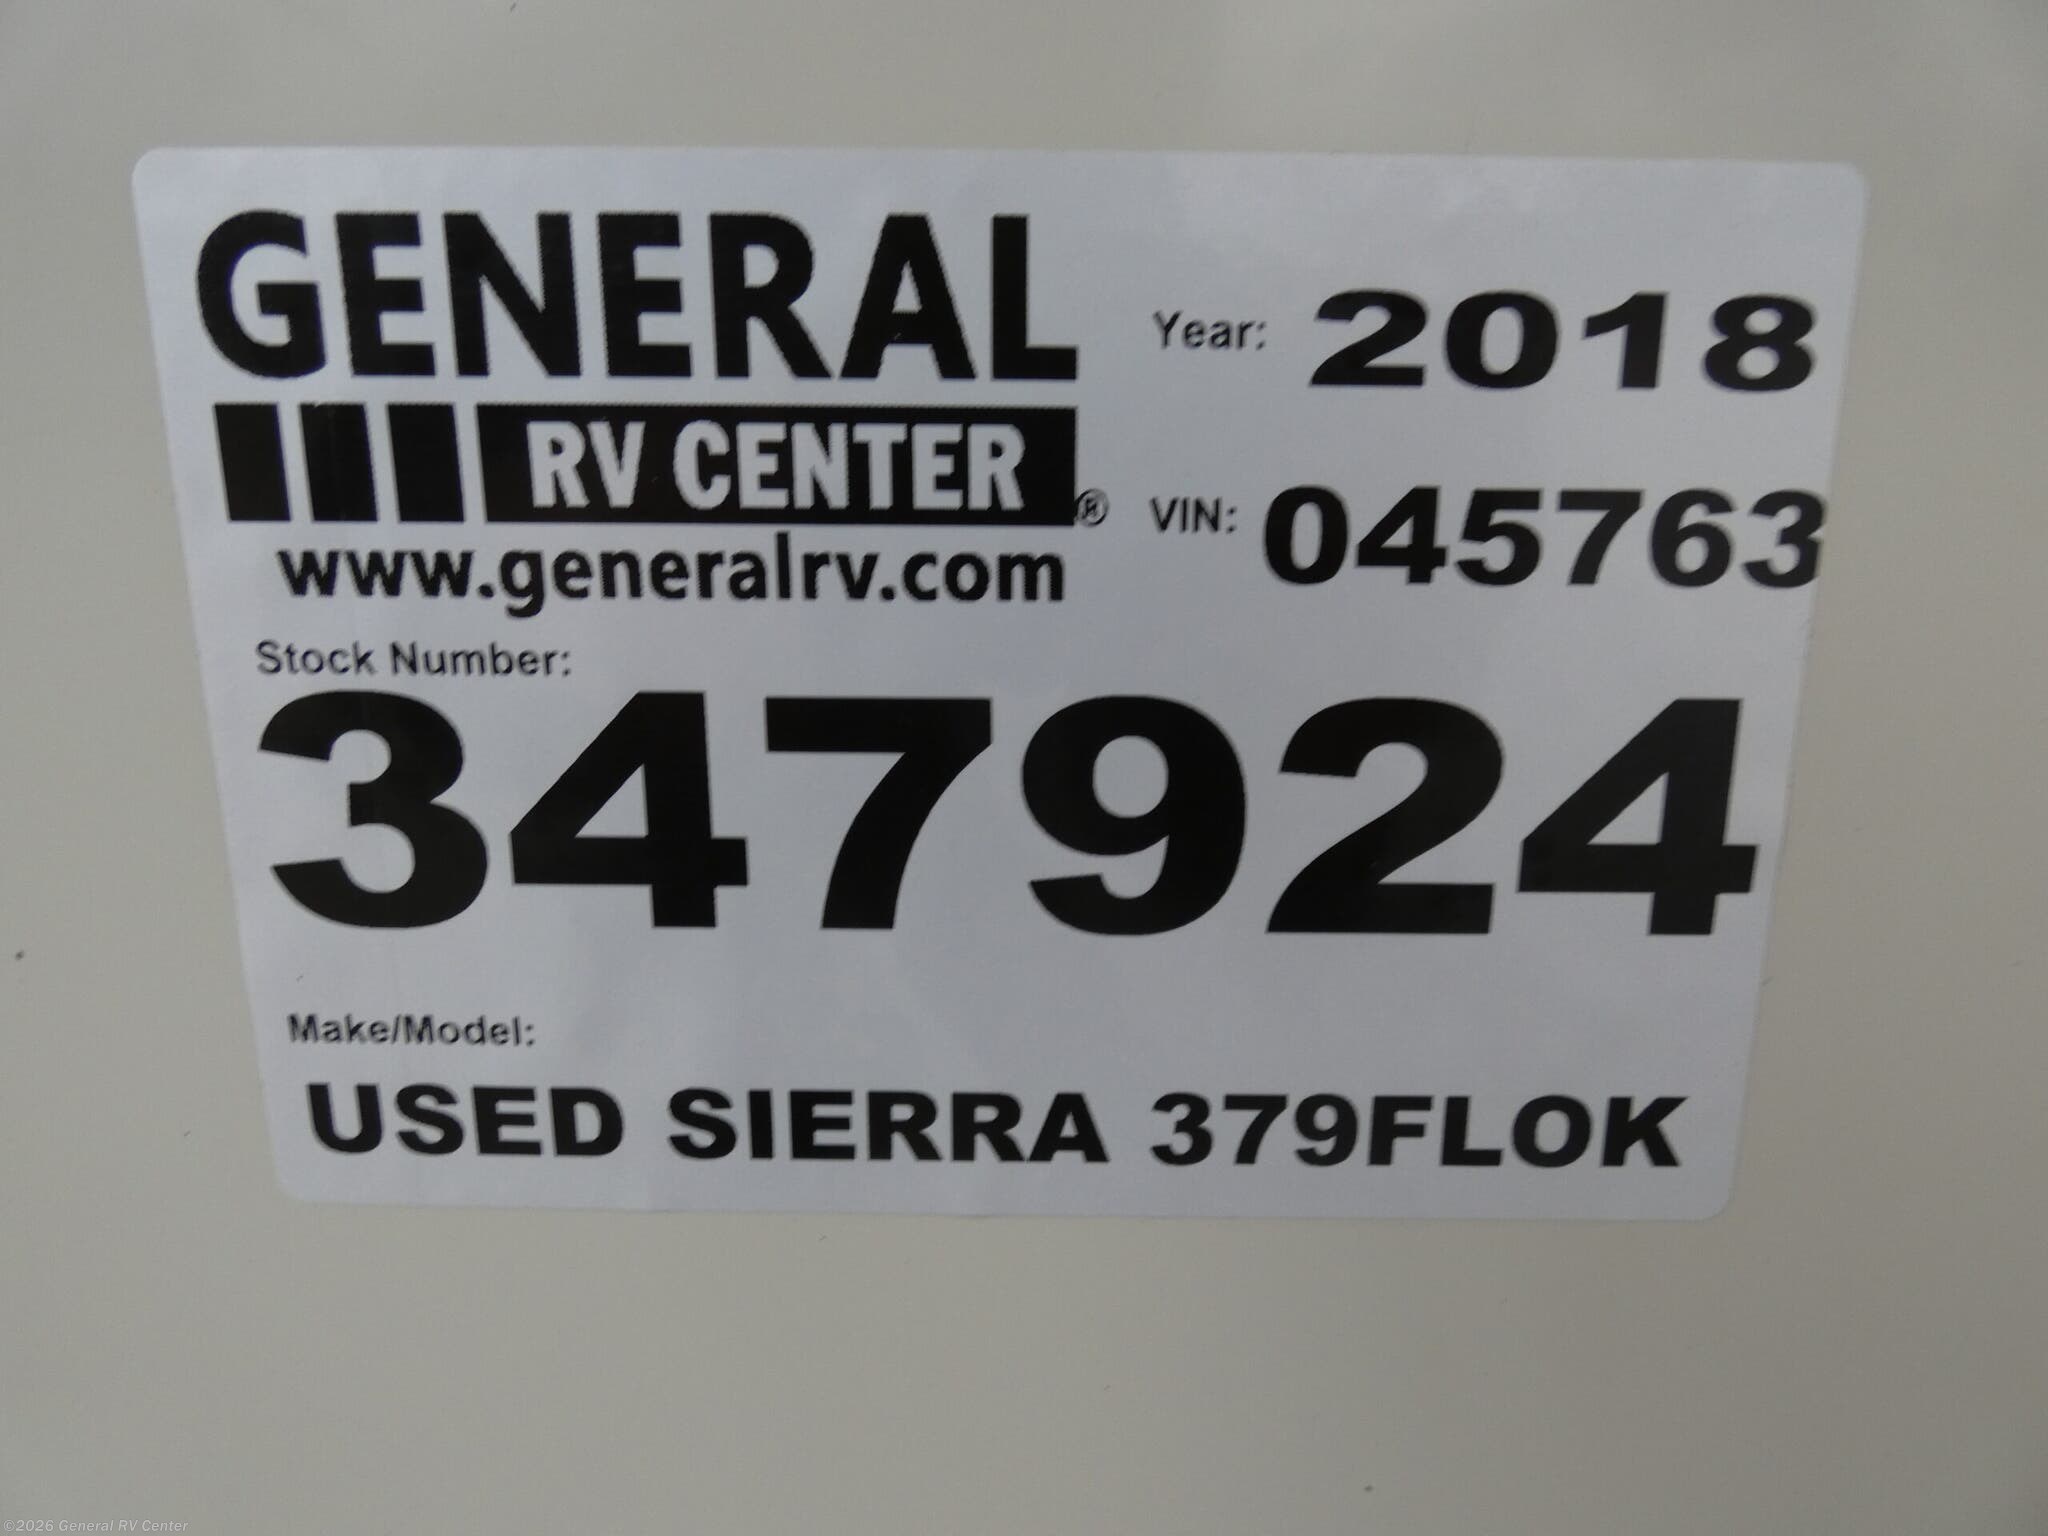 GENERAL
RV CENTER®
www.generalrv.com
Year: 2018
VIN: 045763
Stock Number:
347924
Make/Model:
USED SIERRA 379FLOK
©2026 General RV Center